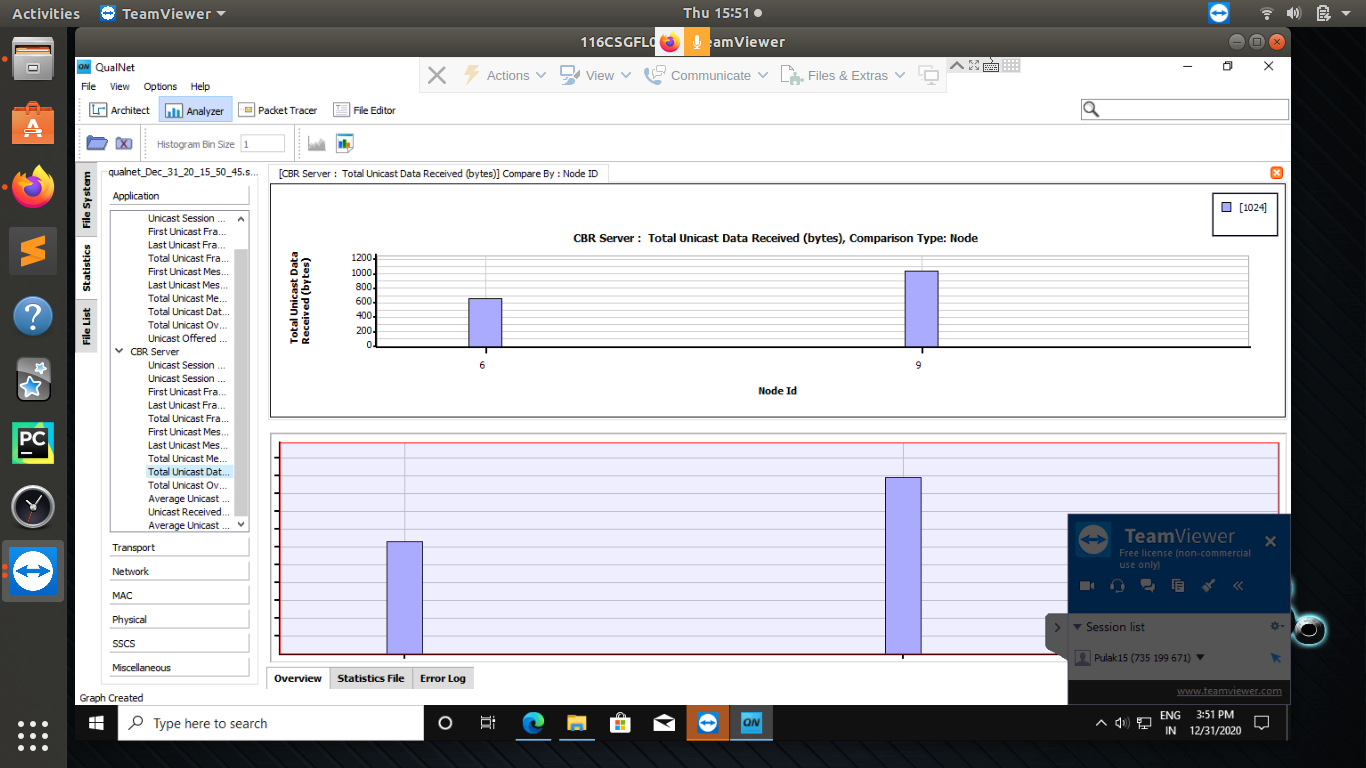 Activities
TeamViewer
Thu 15:51
116CSGFL0
TeamViewer
QualNet
Actions
View
Communicate
Files & Extras
File View Options Help
Architect
Analyzer
Packet Tracer
File Editor
Histogram Bin Size 1
File System
Statistics
File List
qualnet_Dec_31_20_15_50_45.s...
Application
Unicast Session ...
First Unicast Fra...
Last Unicast Fra...
Total Unicast Fra...
First Unicast Mes...
Last Unicast Mes...
Total Unicast Me...
Total Unicast Dat...
Total Unicast Ov...
Unicast Offered ...
CBR Server
Unicast Session ...
Unicast Session ...
First Unicast Fra...
Last Unicast Fra...
Total Unicast Fra...
First Unicast Mes...
Last Unicast Mes...
Total Unicast Me...
Total Unicast Dat...
Total Unicast Ov...
Average Unicast ...
Unicast Received...
Average Unicast ...
Transport
Network
MAC
Physical
SSCS
Miscellaneous
Graph Created
[CBR Server : Total Unicast Data Received (bytes)] Compare By : Node ID
[1024]
CBR Server : Total Unicast Data Received (bytes), Comparison Type: Node
Total Unicast Data
Received (bytes)
1200
1000
800
600
400
200
0
6
9
Node Id
Overview
Statistics File
Error Log
TeamViewer
Free license (non-commercial
use only)
Session list
Pulak15 (735 199 671)
www.teamviewer.com
PC
Type here to search
QN
ENG
IN
3:51 PM
12/31/2020